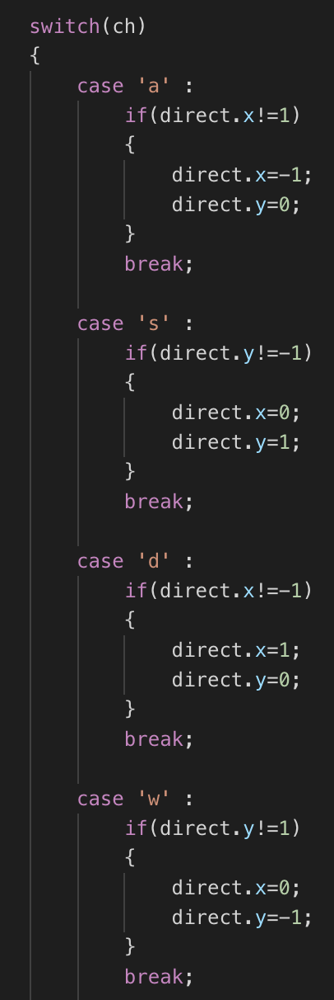 switch(ch)
{
case 'a' :
if(direct.x!=1)
{
direct.x=-1;
direct.y=0;
}
break;
case 's' :
if(direct.y!=-1)
{
direct.x=0;
direct.y=1;
}
break;
case 'd' :
if(direct.x!=-1)
{
direct.x=1;
direct.y=0;
}
break;
case 'w' :
if(direct.y!=1)
{
direct.x=0;
direct.y=-1;
}
break;